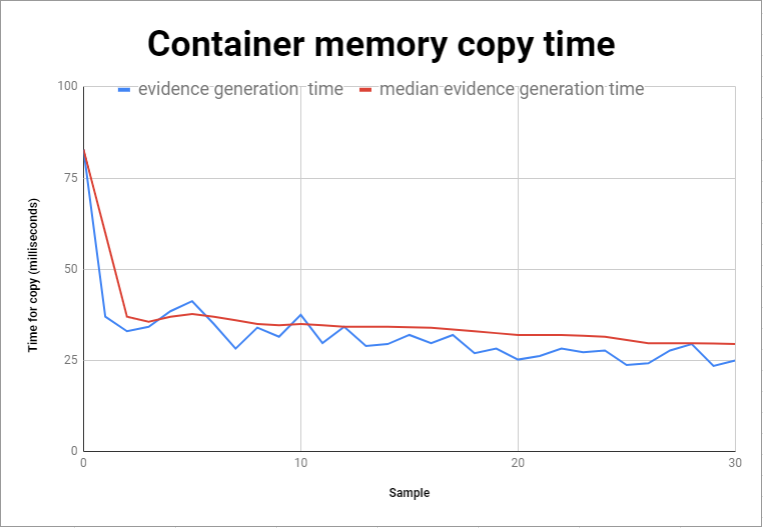 Container memory copy time
evidence generation  time  median evidence generation time
100
75
50
25
0
Time for copy (milliseconds)
0 10 20 30
Sample